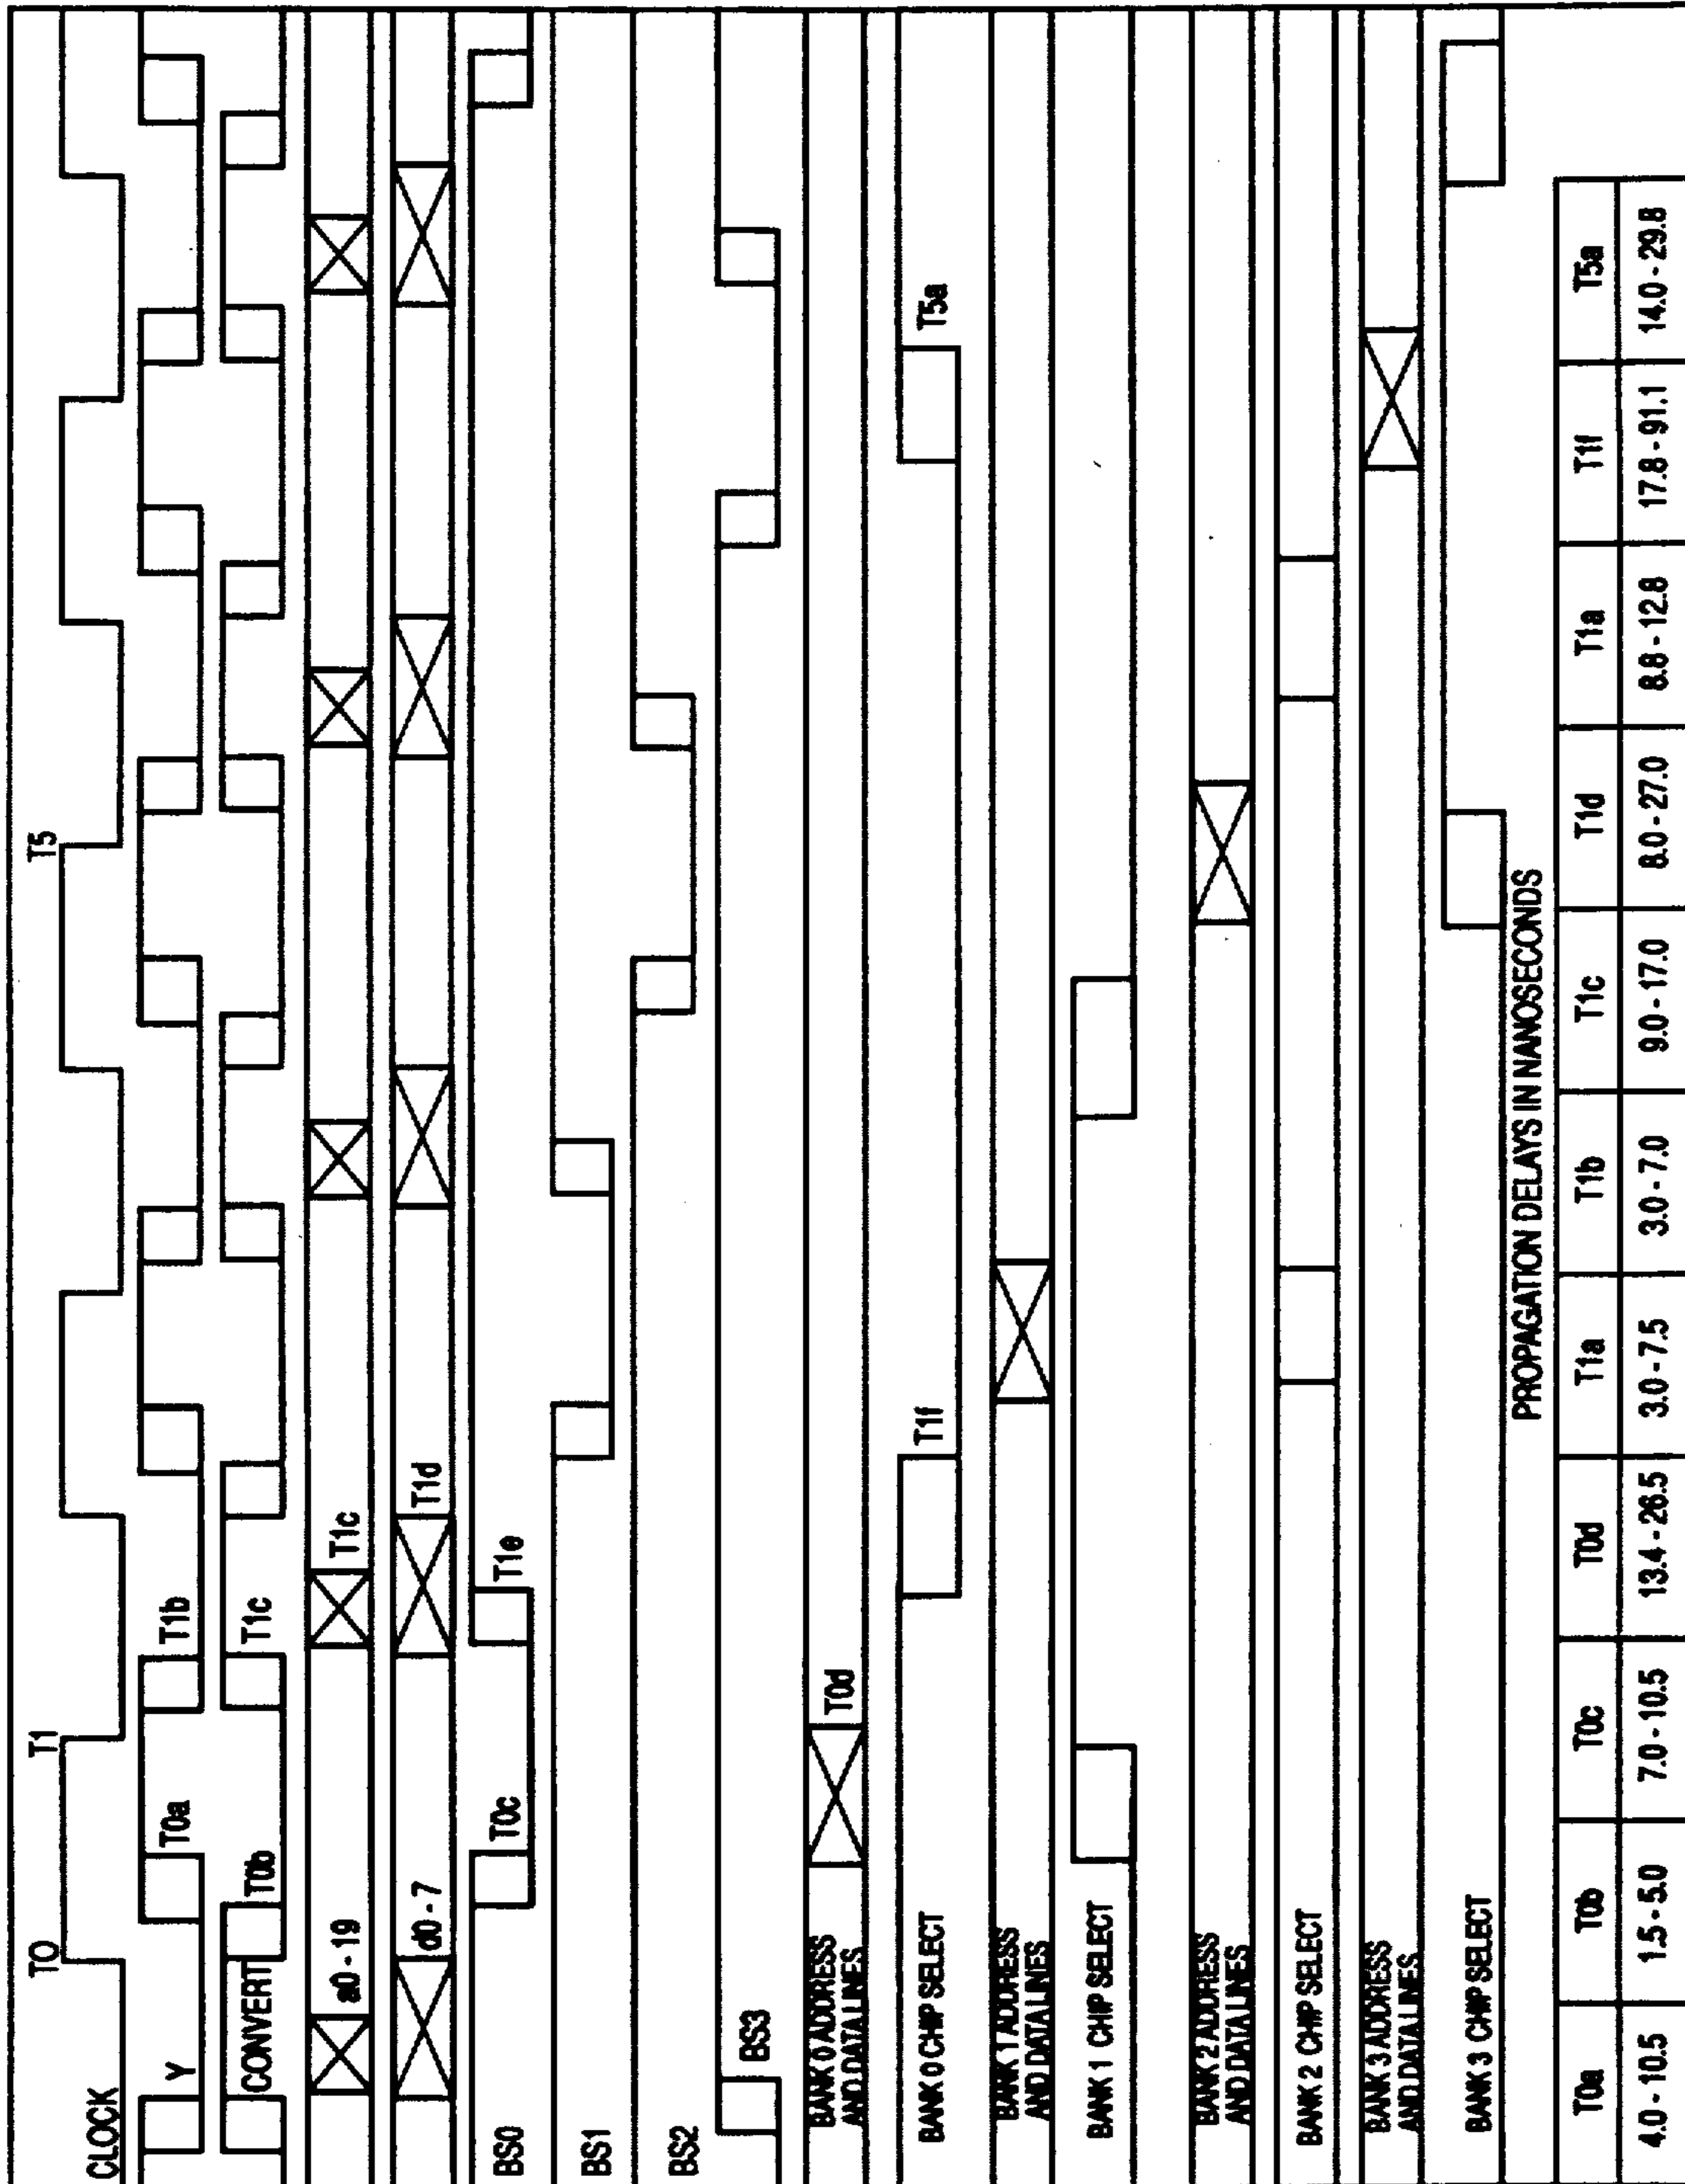 T0 T1 T5
CLOCK
Y T0a T1b
CONVERT T0b T1c
a0 - 19 T1c
d0 - 7 T1d
BS0 T0c T1e
BS1
BS2
BS3
BANK 0 ADDRESS
AND DATA LINES
T0d
BANK 0 CHIP SELECT T1f T5a
BANK 1 ADDRESS
AND DATA LINES
BANK 1 CHIP SELECT
BANK 2 ADDRESS
AND DATA LINES
BANK 2 CHIP SELECT
BANK 3 ADDRESS
AND DATA LINES
BANK 3 CHIP SELECT
PROPAGATION DELAYS IN NANOSECONDS
T0a T0b T0c T0d T1a T1b T1c T1d T1a T1f T5a
4.0 - 10.5 1.5 - 5.0 7.0 - 10.5 13.4 - 26.5 3.0 - 7.5 3.0 - 7.0 9.0 - 17.0 8.0 - 27.0 8.8 - 12.8 17.8 - 91.1 14.0 - 29.8